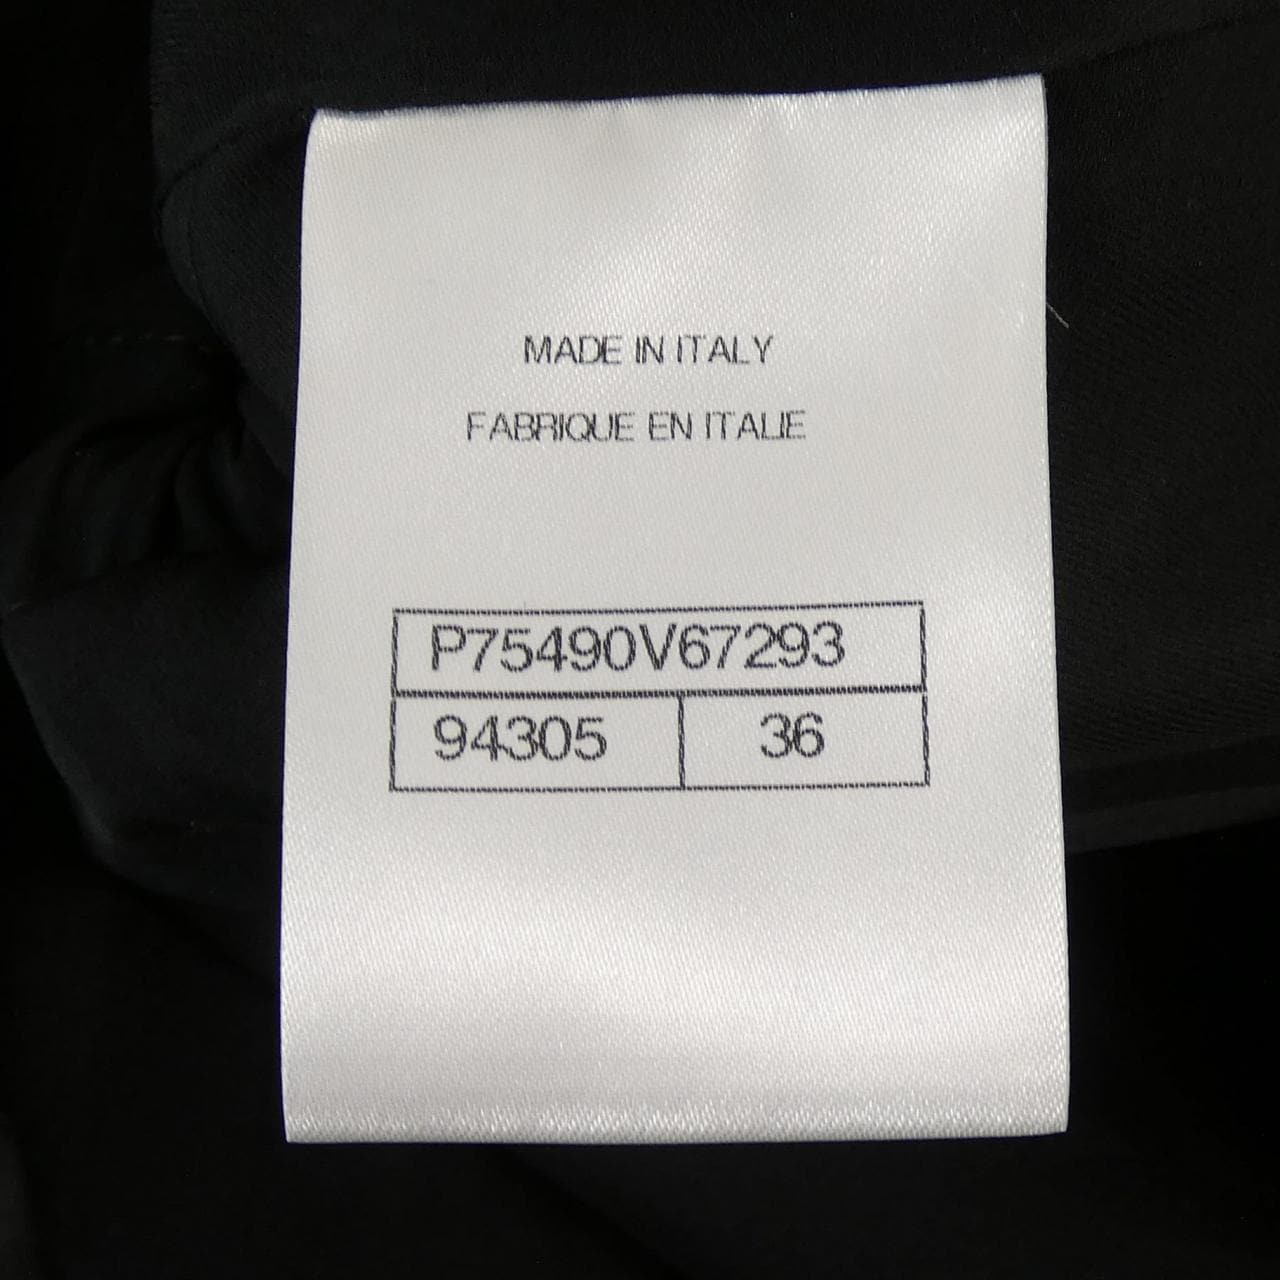 MADE IN ITALY
FABRIQUE EN ITALIE
P75490V67293
94305 36